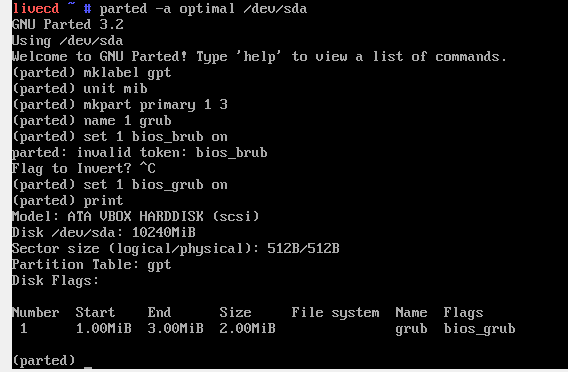 livecd ~ # parted -a optimal /dev/sda
GNU Parted 3.2
Using /dev/sda
Welcome to GNU Parted! Type 'help' to view a list of commands.
(parted) mklabel gpt
(parted) unit mib
(parted) mkpart primary 1 3
(parted) name 1 grub
(parted) set 1 bios_brub on
parted: invalid token: bios_brub
Flag to Invert? ^C
(parted) set 1 bios_grub on
(parted) print
Model: ATA VBOX HARDDISK (scsi)
Disk /dev/sda: 10240MiB
Sector size (logical/physical): 512B/512B
Partition Table: gpt
Disk Flags:
Number  Start    End      Size     File system  Name  Flags
 1      1.00MiB  3.00MiB  2.00MiB               grub  bios_grub
(parted) _